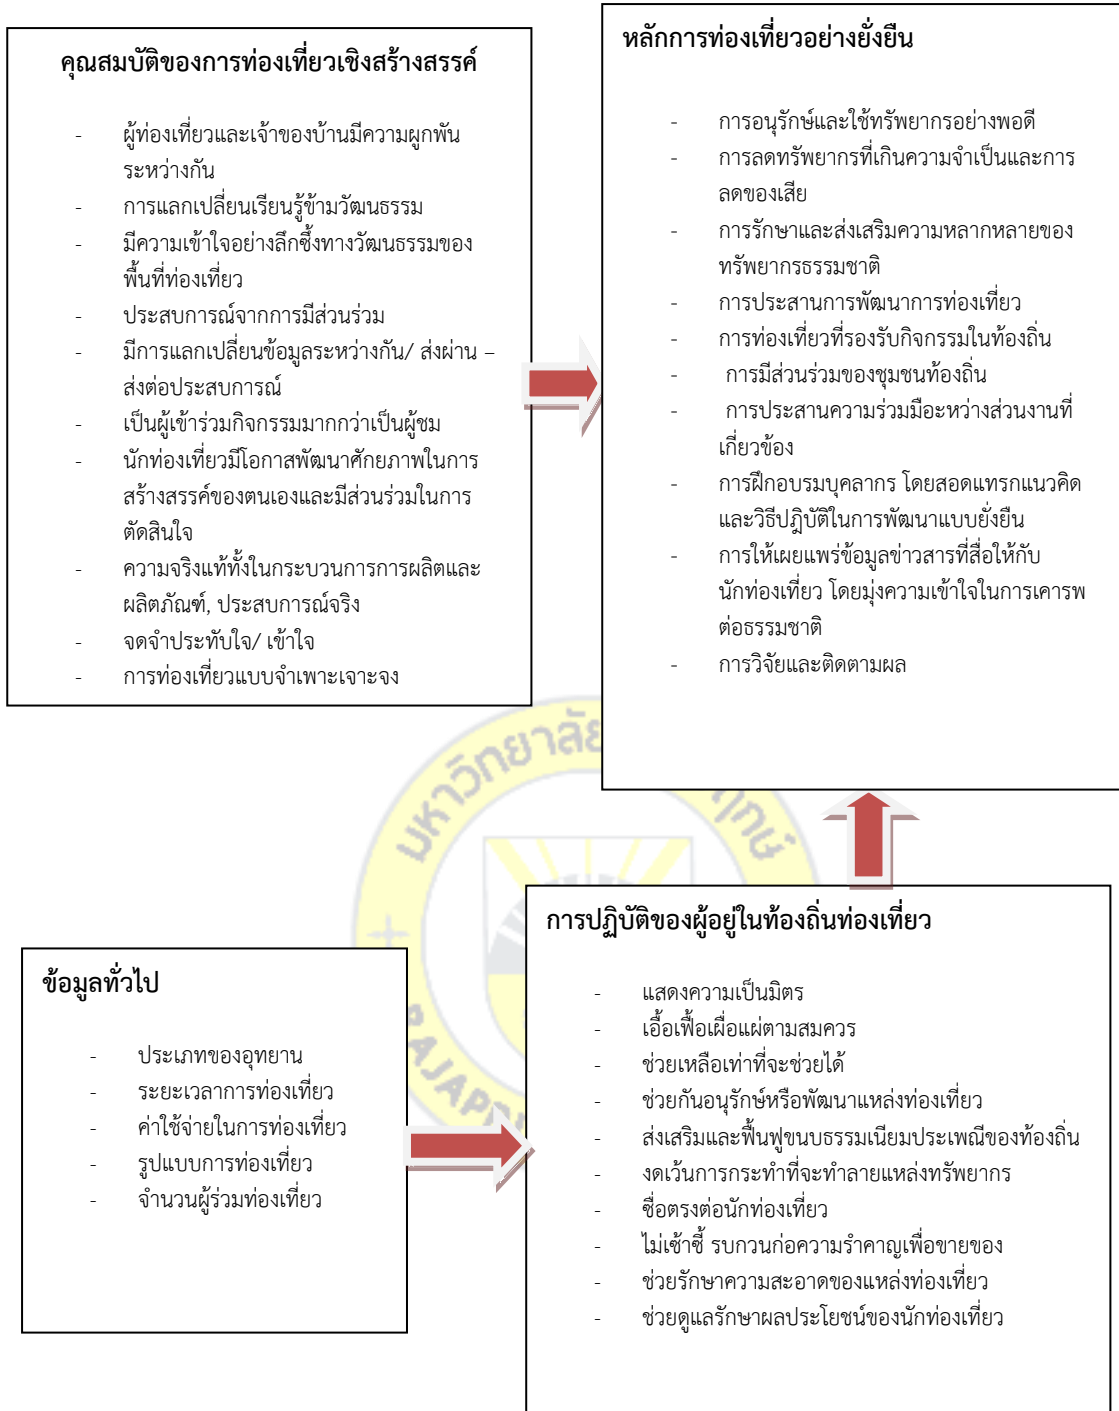 คุณสมบัติของการท่องเที่ยวเชิงสร้างสรรค์
- ผู้ท่องเที่ยวและเจ้าของบ้านมีความผูกพัน
ระหว่างกัน
- การแลกเปลี่ยนเรียนรู้ข้ามวัฒนธรรม
- มีความเข้าใจอย่างลึกซึ้งทางวัฒนธรรมของ
พื้นที่ท่องเที่ยว
- ประสบการณ์จากการมีส่วนร่วม
- มีการแลกเปลี่ยนข้อมูลระหว่างกัน/ ส่งผ่าน –
ส่งต่อประสบการณ์
- เป็นผู้เข้าร่วมกิจกรรมมากกว่าเป็นผู้ชม
- นักท่องเที่ยวมีโอกาสพัฒนาศักยภาพในการ
สร้างสรรค์ของตนเองและมีส่วนร่วมในการ
ตัดสินใจ
- ความจริงแท้ทั้งในกระบวนการการผลิตและ
ผลิตภัณฑ์, ประสบการณ์จริง
- จดจำประทับใจ/ เข้าใจ
- การท่องเที่ยวแบบจำเพาะเจาะจง
หลักการท่องเที่ยวอย่างยั่งยืน
- การอนุรักษ์และใช้ทรัพยากรอย่างพอดี
- การลดทรัพยากรที่เกินความจำเป็นและการ
ลดของเสีย
- การรักษาและส่งเสริมความหลากหลายของ
ทรัพยากรธรรมชาติ
- การประสานการพัฒนาการท่องเที่ยว
- การท่องเที่ยวที่รองรับกิจกรรมในท้องถิ่น
- การมีส่วนร่วมของชุมชนท้องถิ่น
- การประสานความร่วมมือะหว่างส่วนงานที่
เกี่ยวข้อง
- การฝึกอบรมบุคลากร โดยสอดแทรกแนวคิด
และวิธีปฏิบัติในการพัฒนาแบบยั่งยืน
- การให้เผยแพร่ข้อมูลข่าวสารที่สื่อให้กับ
นักท่องเที่ยว โดยมุ่งความเข้าใจในการเคารพ
ต่อธรรมชาติ
- การวิจัยและติดตามผล
มหาวิทยาลัย
ข้อมูลทั่วไป
- ประเภทของอุทยาน
- ระยะเวลาการท่องเที่ยว
- ค่าใช้จ่ายในการท่องเที่ยว
- รูปแบบการท่องเที่ยว
- จำนวนผู้ร่วมท่องเที่ยว
การปฏิบัติของผู้อยู่ในท้องถิ่นท่องเที่ยว
- แสดงความเป็นมิตร
- เอื้อเฟื้อเผื่อแผ่ตามสมควร
- ช่วยเหลือเท่าที่จะช่วยได้
- ช่วยกันอนุรักษ์หรือพัฒนาแหล่งท่องเที่ยว
- ส่งเสริมและฟื้นฟูขนบธรรมเนียมประเพณีของท้องถิ่น
- งดเว้นการกระทำที่จะทำลายแหล่งทรัพยากร
- ซื่อตรงต่อนักท่องเที่ยว
- ไม่เซ้าซี้ รบกวนก่อความรำคาญเพื่อขายของ
- ช่วยรักษาความสะอาดของแหล่งท่องเที่ยว
- ช่วยดูแลรักษาผลประโยชน์ของนักท่องเที่ยว